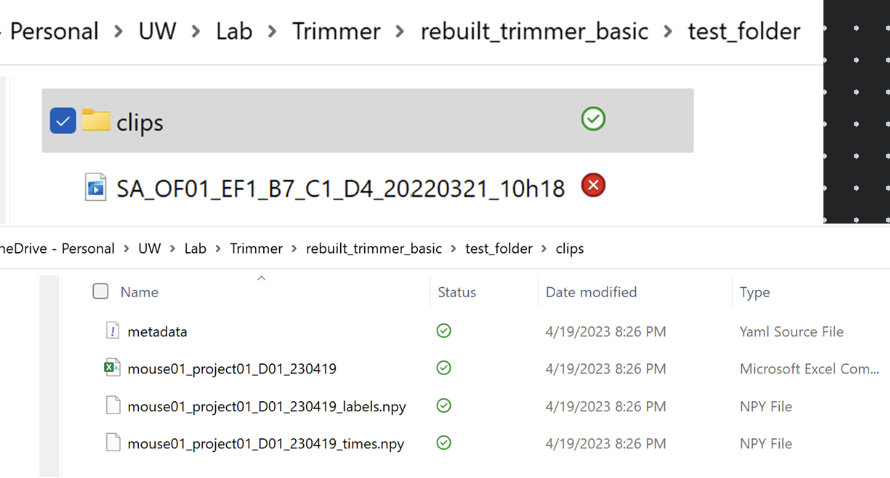 Personal > UW > Lab > Trimmer > rebuilt_trimmer_basic > test_folder
clips
SA_OF01_EF1_B7_C1_D4_20220321_10h18
neDrive - Personal > UW > Lab > Trimmer > rebuilt_trimmer_basic > test_folder > clips
Name Status Date modified Type
metadata 4/19/2023 8:26 PM Yaml Source File
mouse01_project01_D01_230419 4/19/2023 8:26 PM Microsoft Excel Com...
mouse01_project01_D01_230419_labels.npy 4/19/2023 8:26 PM NPY File
mouse01_project01_D01_230419_times.npy 4/19/2023 8:26 PM NPY File